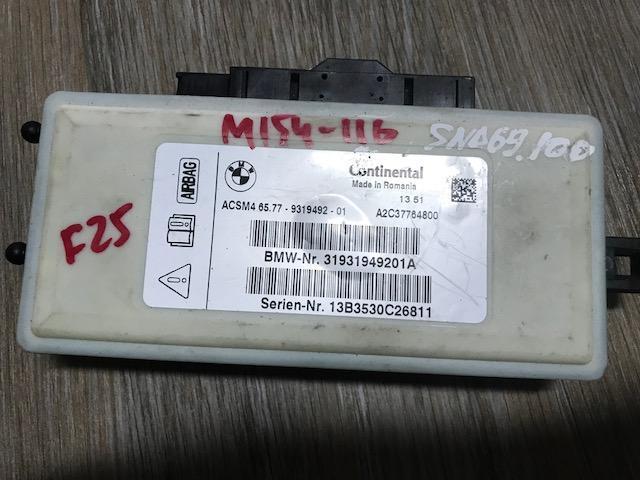 M154-116
SNA69.100
F25
AIRBAG
BMW
Continental
Made in Romania
13 51
ACSM4 65.77 - 9319492 - 01 A2C37764800
BMW-Nr. 31931949201A
Serien-Nr. 13B3530C26811